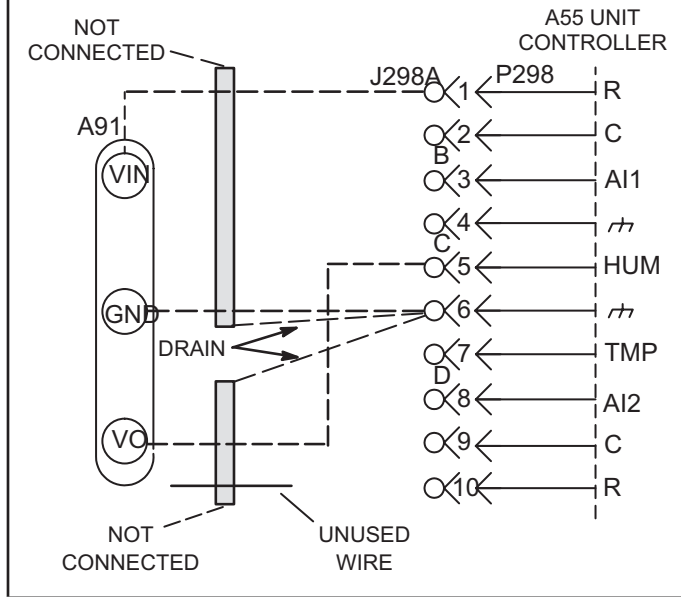 NOT
CONNECTED
A55 UNIT
CONTROLLER
J298A
P298
A91
VIN
GND
VO
DRAIN
1
R
2
C
B
3
AI1
4
C
5
HUM
6
7
TMP
D
8
AI2
9
C
10
R
NOT
CONNECTED
UNUSED
WIRE